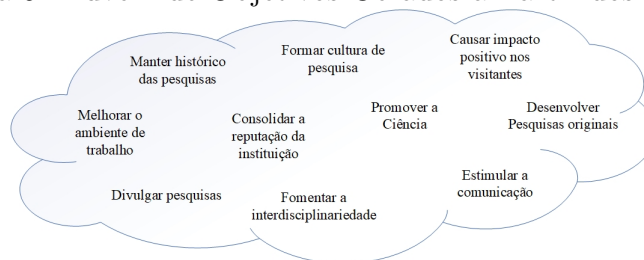 Manter histórico
das pesquisas
Formar cultura de
pesquisa
Causar impacto
positivo nos
visitantes
Melhorar o
ambiente de
trabalho
Consolidar a
reputação da
instituição
Promover a
Ciência
Desenvolver
Pesquisas originais
Divulgar pesquisas
Fomentar a
interdisciplinariedade
Estimular a
comunicação